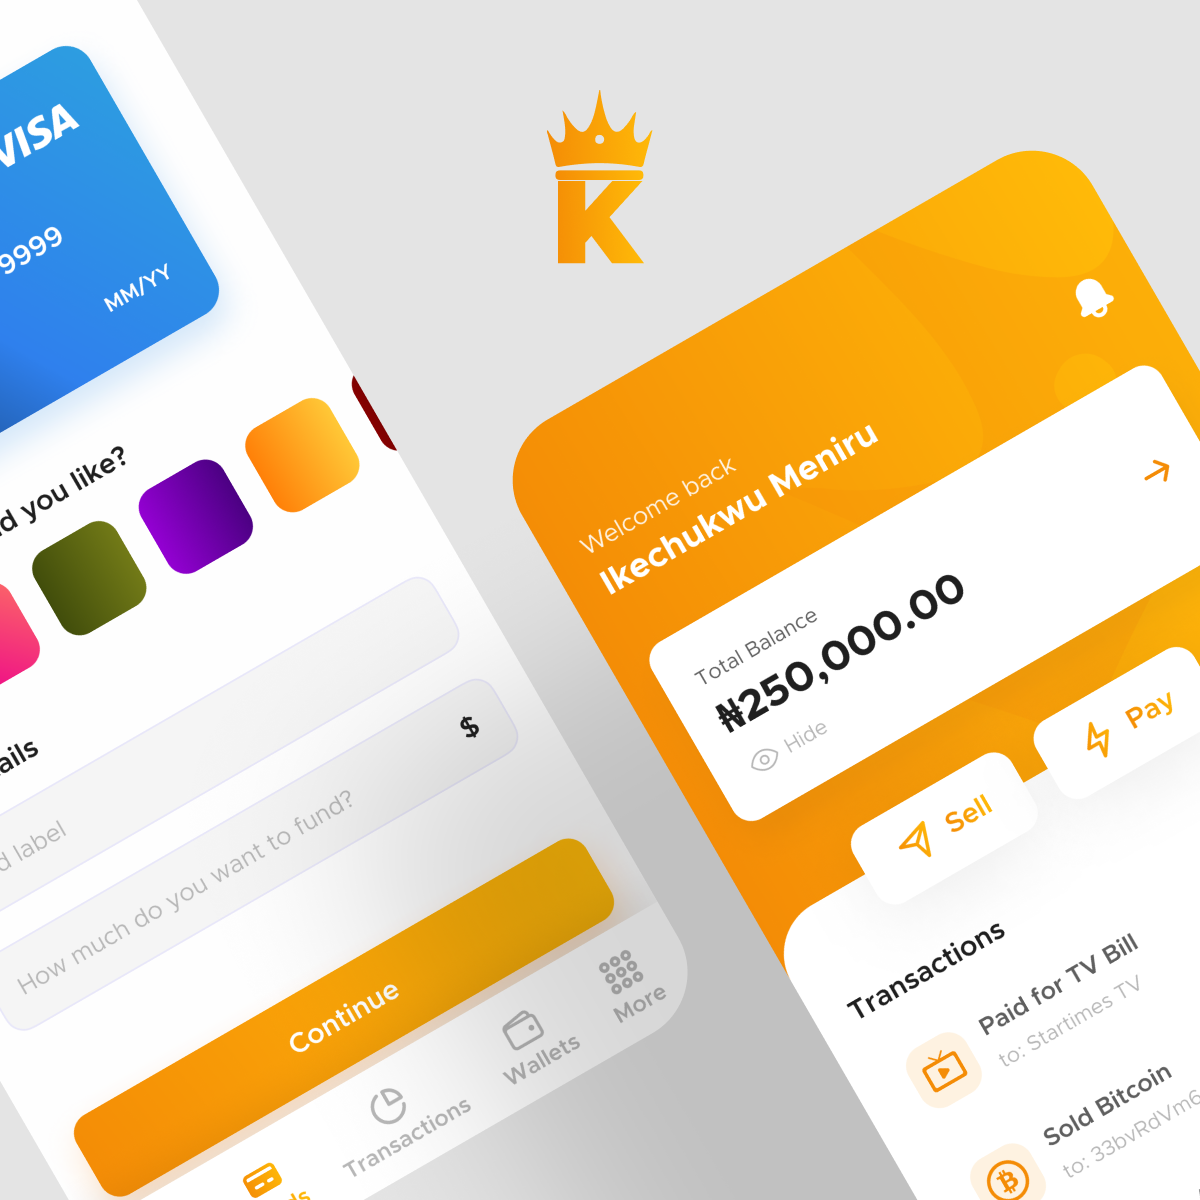 VISA
9999
MM/YY
you like?
$
label
How much do you want to fund?
Continue
Transactions
Wallets
More
K
Welcome back
Ikechukwu Meniru
Total Balance
₦250,000.00
Hide
Sell
Pay
Transactions
Paid for TV Bill
to: Startimes TV
Sold Bitcoin
to: 33bvRdVm6